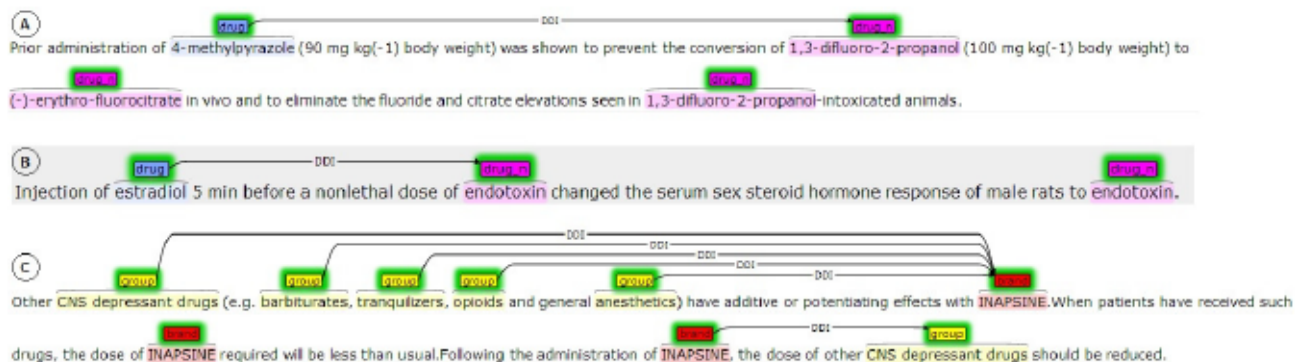 A
drug DDI drug_n
Prior administration of 4-methylpyrazole (90 mg kg(-1) body weight) was shown to prevent the conversion of 1,3-difluoro-2-propanol (100 mg kg(-1) body weight) to
drug_n drug_n
(-)-erythro-fluorocitrate in vivo and to eliminate the fluoride and citrate elevations seen in 1,3-difluoro-2-propanol-intoxicated animals.
B
drug DDI drug_n drug_n
Injection of estradiol 5 min before a nonlethal dose of endotoxin changed the serum sex steroid hormone response of male rats to endotoxin.
DDI
DDI
DDI
DDI
C
group group group group group DDI brand
Other CNS depressant drugs (e.g. barbiturates, tranquilizers, opioids and general anesthetics) have additive or potentiating effects with INAPSINE.When patients have received such
brand brand DDI group
drugs, the dose of INAPSINE required will be less than usual.Following the administration of INAPSINE, the dose of other CNS depressant drugs should be reduced.